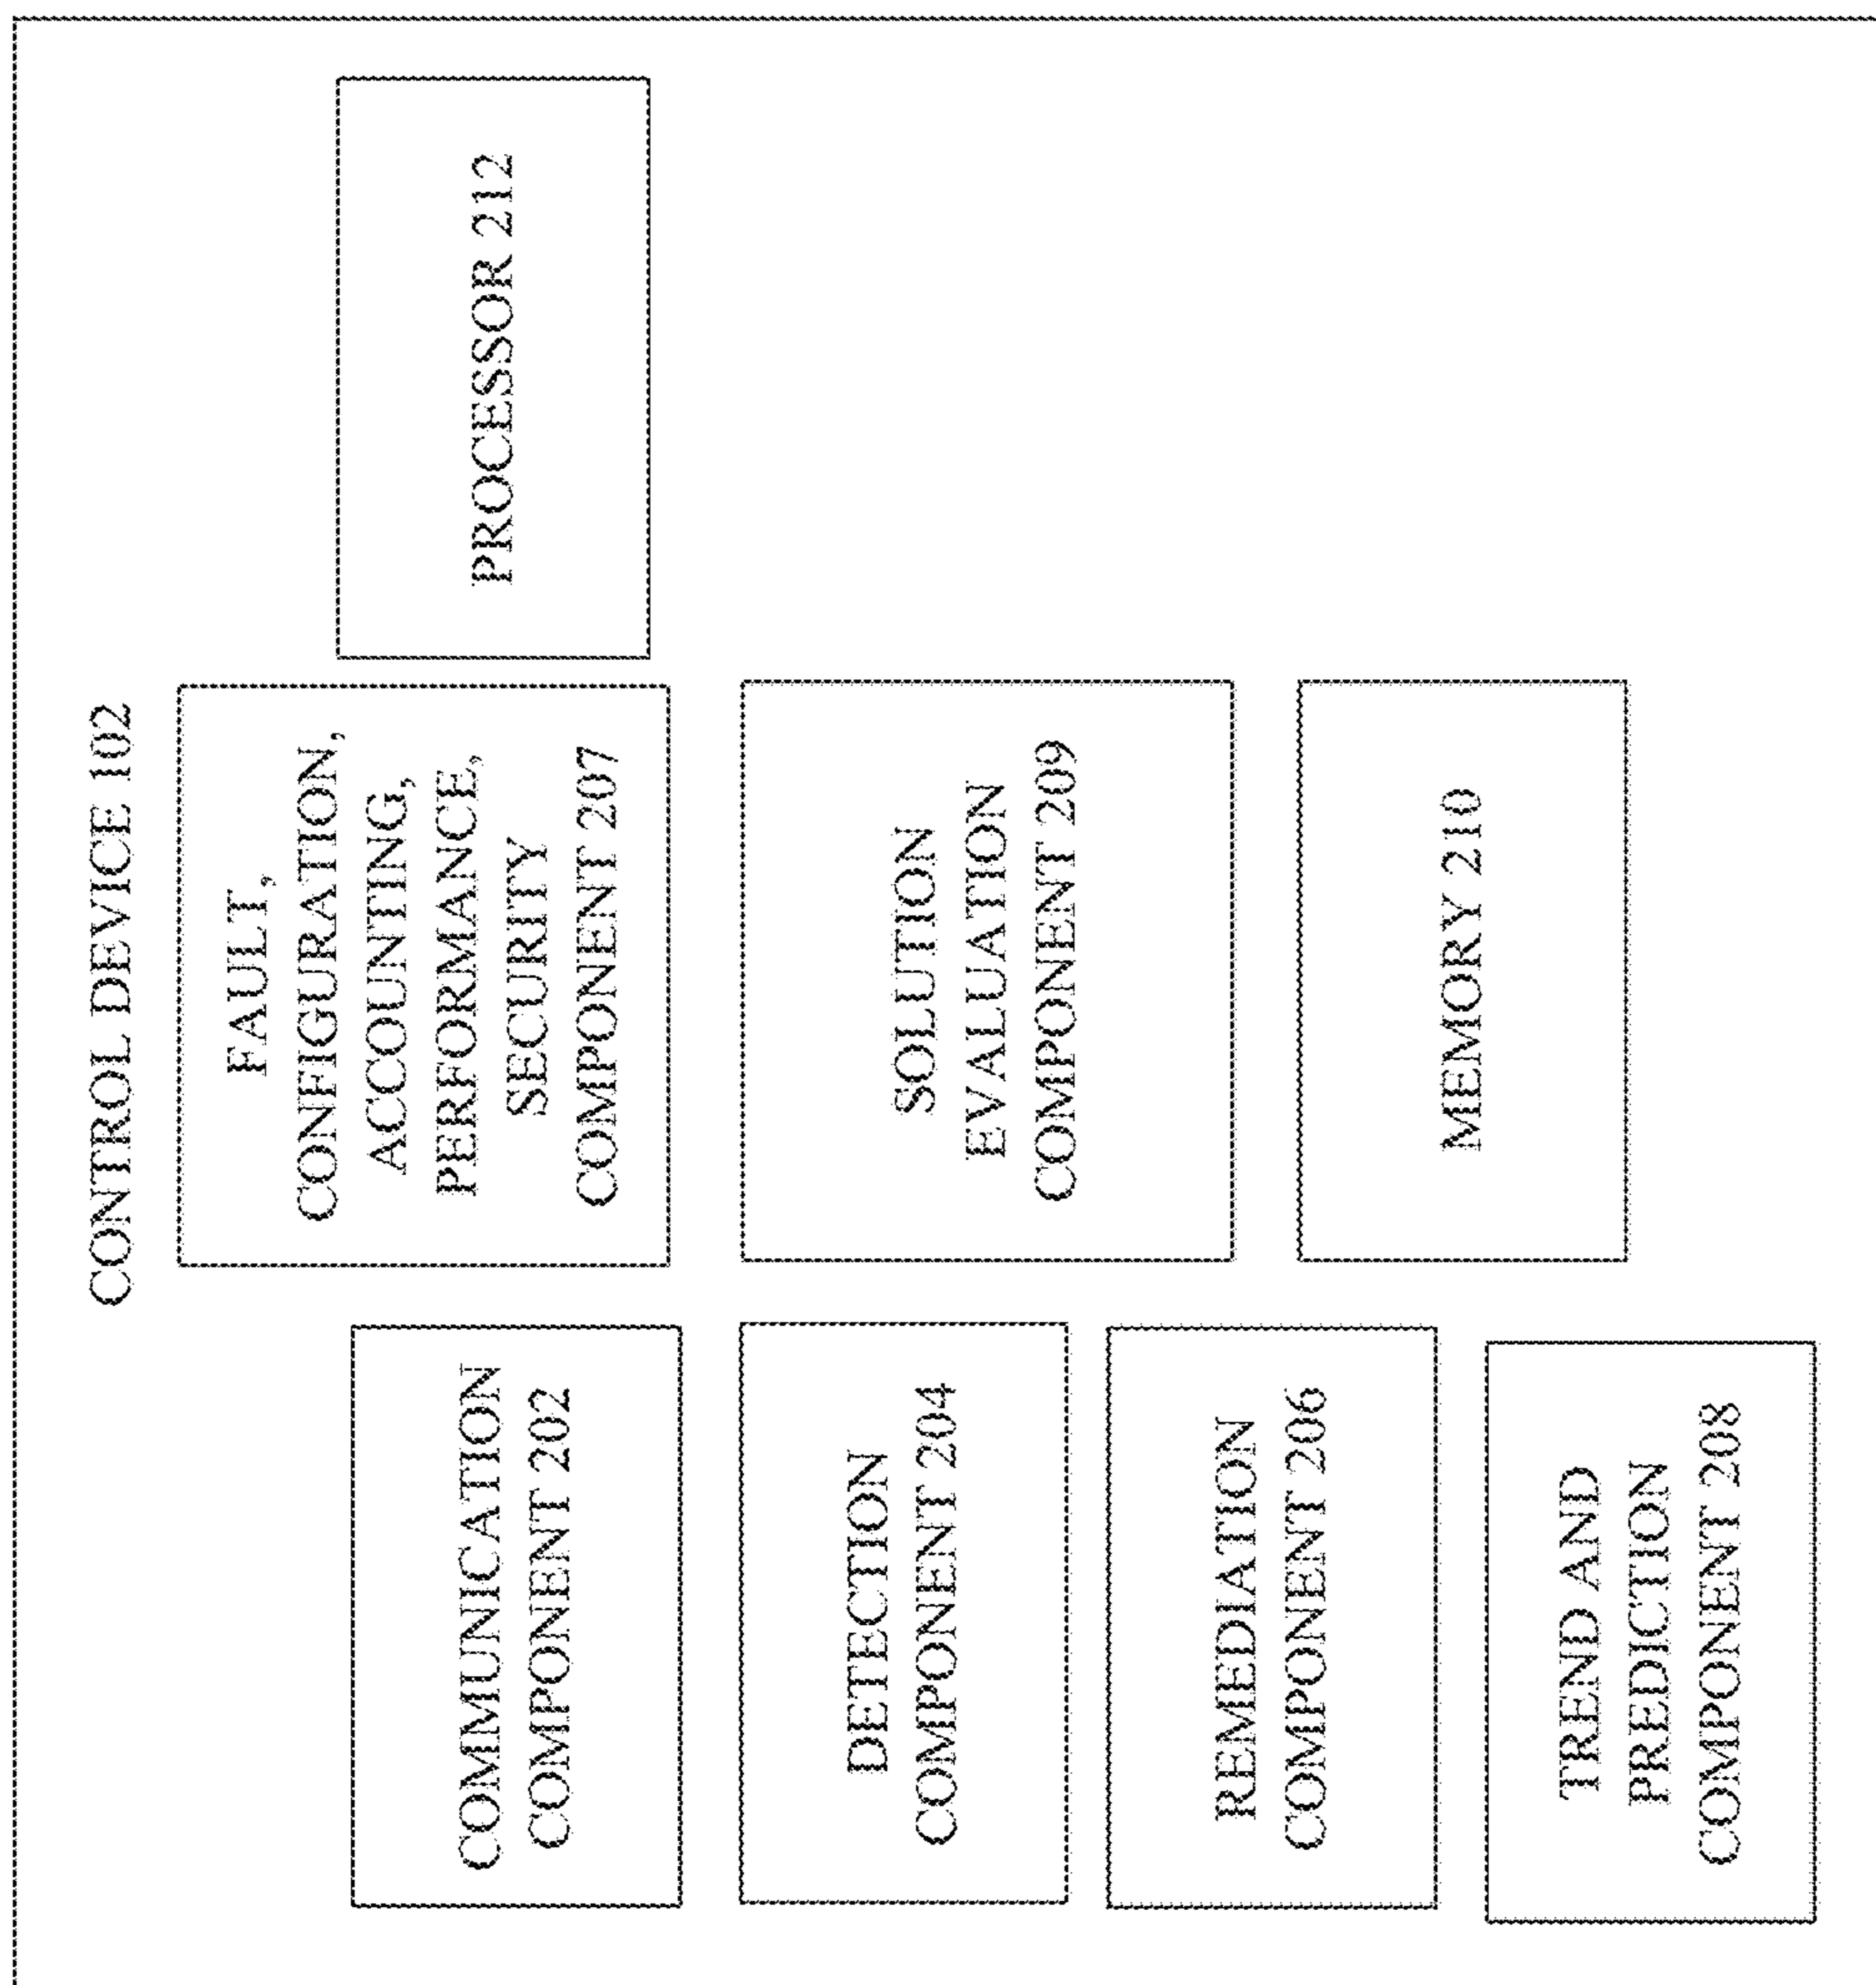 CONTROL DEVICE 102
COMMUNICATION
COMPONENT 202
DETECTION
COMPONENT 204
REMEDIATION
COMPONENT 206
TREND AND
PREDICTION
COMPONENT 208
FAULT,
CONFIGURATION,
ACCOUNTING,
PERFORMANCE,
SECURITY
COMPONENT 207
SOLUTION
EVALUATION
COMPONENT 209
MEMORY 210
PROCESSOR 212